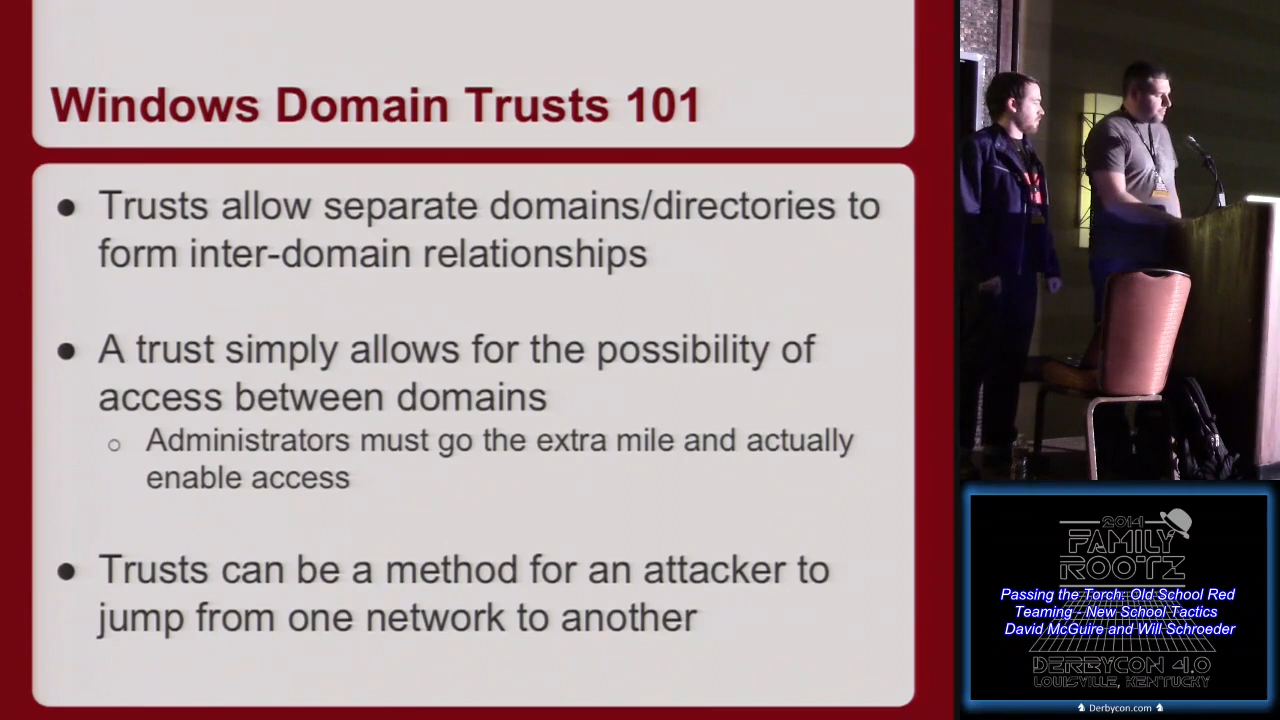 Windows Domain Trusts 101
● Trusts allow separate domains/directories to
form inter-domain relationships
● A trust simply allows for the possibility of
access between domains
○ Administrators must go the extra mile and actually
enable access
● Trusts can be a method for an attacker to
jump from one network to another
2014
FAMILY
ROOTZ
Passing the Torch: Old School Red
Teaming - New School Tactics
David McGuire and Will Schroeder
DERBYCON 4.0
LOUISVILLE, KENTUCKY
Derbycon.com